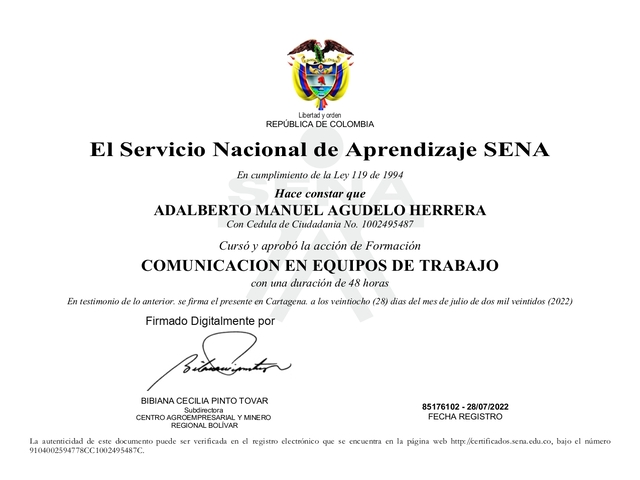 Libertad y orden
REPÚBLICA DE COLOMBIA
El Servicio Nacional de Aprendizaje SENA
En cumplimiento de la Ley 119 de 1994
SENA
Hace constar que
ADALBERTO MANUEL AGUDELO HERRERA
Con Cedula de Ciudadania No. 1002495487
Cursó y aprobó la acción de Formación
COMUNICACION EN EQUIPOS DE TRABAJO
con una duración de 48 horas
En testimonio de lo anterior. se firma el presente en Cartagena. a los veintiocho (28) dias del mes de julio de dos mil veintidos (2022)
Firmado Digitalmente por
BIBIANA CECILIA PINTO TOVAR
Subdirectora
CENTRO AGROEMPRESARIAL Y MINERO
REGIONAL BOLÍVAR
85176102 - 28/07/2022
FECHA REGISTRO
La autenticidad de este documento puede ser verificada en el registro electrónico que se encuentra en la página web http://certificados.sena.edu.co, bajo el número
9104002594778CC1002495487C.